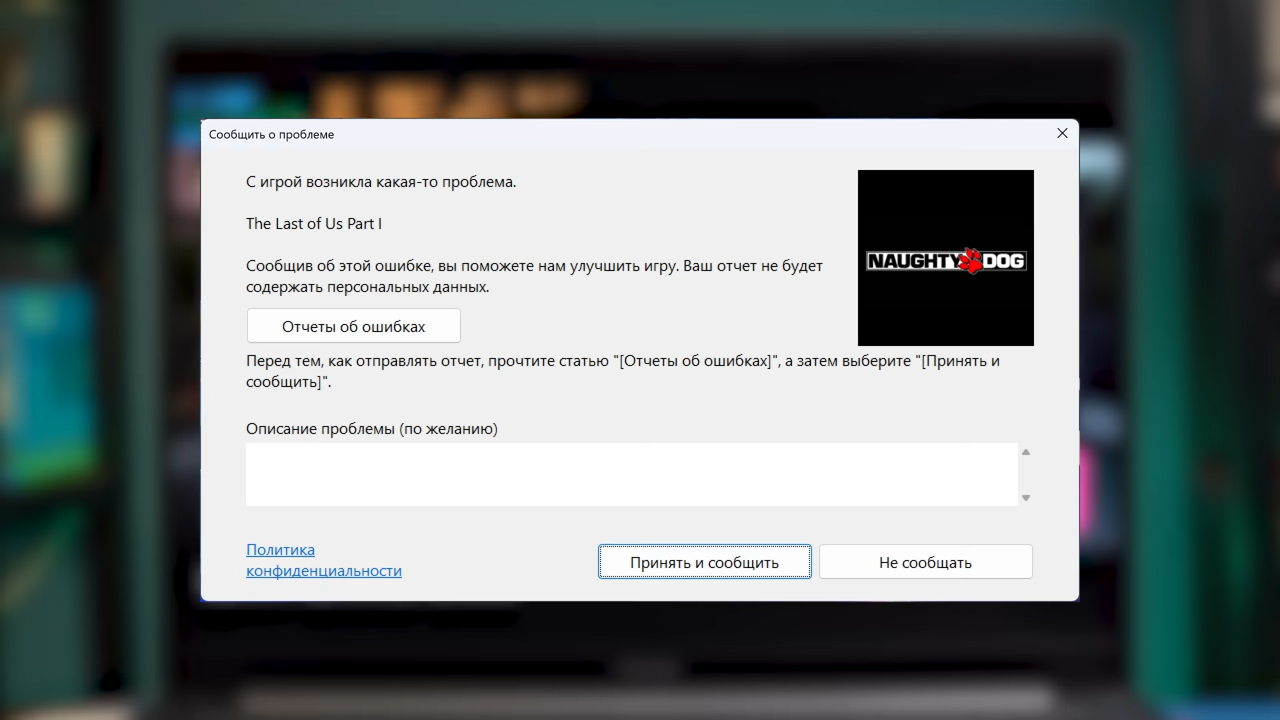 Сообщить о проблеме
С игрой возникла какая-то проблема.
The Last of Us Part I
Сообщив об этой ошибке, вы поможете нам улучшить игру. Ваш отчет не будет
содержать персональных данных.
NAUGHTY DOG
Отчеты об ошибках
Перед тем, как отправлять отчет, прочтите статью "[Отчеты об ошибках]", а затем выберите "[Принять и
сообщить]".
Описание проблемы (по желанию)
Политика
конфиденциальности
Принять и сообщить
Не сообщать